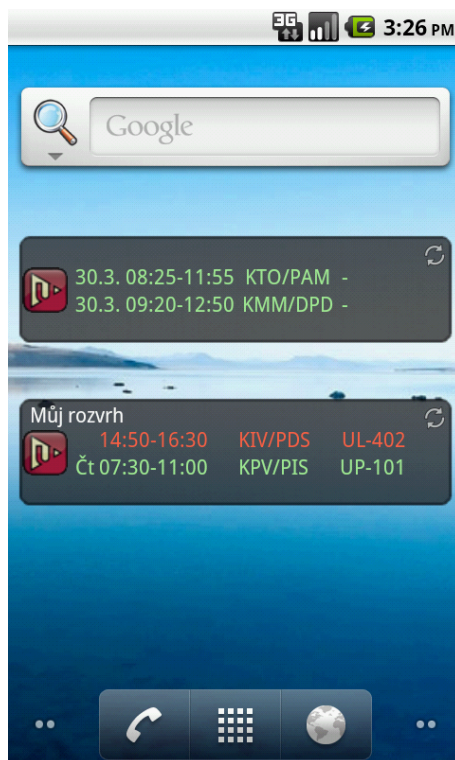 3G 3:26 PM
Google
30.3. 08:25-11:55 KTO/PAM -
30.3. 09:20-12:50 KMM/DPD -
Můj rozvrh
14:50-16:30 KIV/PDS UL-402
Čt 07:30-11:00 KPV/PIS UP-101